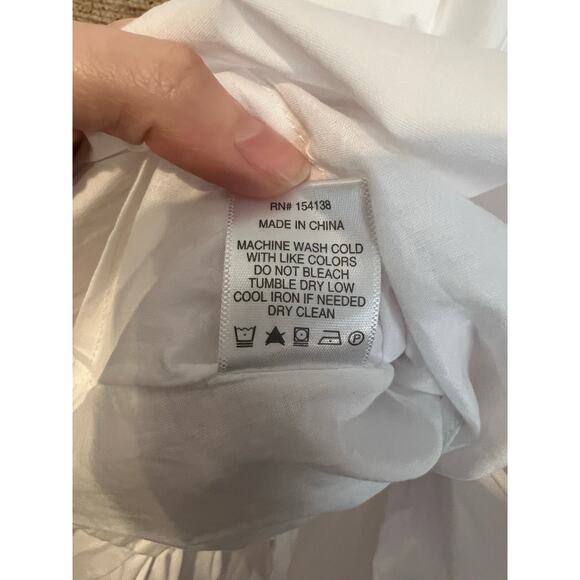 RN# 154138
MADE IN CHINA
MACHINE WASH COLD
WITH LIKE COLORS
DO NOT BLEACH
TUMBLE DRY LOW
COOL IRON IF NEEDED
DRY CLEAN
P